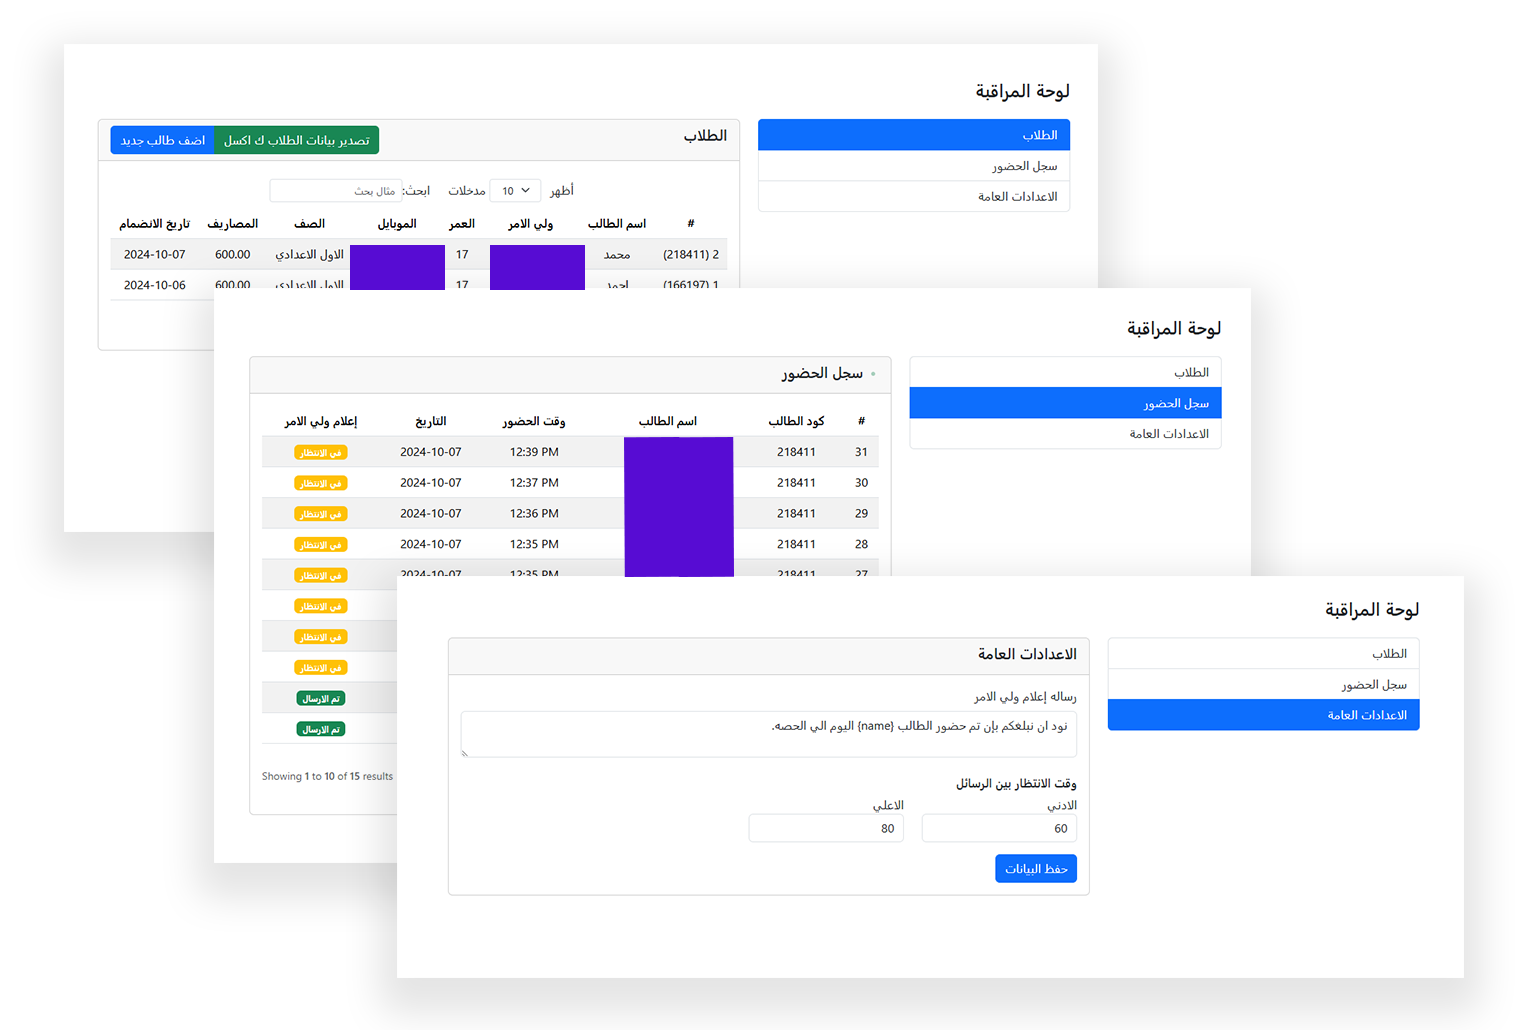 لوحة المراقبة
الطلاب
سجل الحضور
الاعدادات العامة
الطلاب
تصدير بيانات الطلاب ك اكسل
اضف طالب جديد
أظهر 10 مدخلات ابحث: مثال بحث
# اسم الطالب ولي الامر العمر الموبايل الصف المصاريف تاريخ الانضمام
2 (218411) محمد 17 الاول الاعدادي 600.00 2024-10-07
1 (166197) احمد 17 الاول الاعدادي 600.00 2024-10-06
لوحة المراقبة
الطلاب
سجل الحضور
الاعدادات العامة
سجل الحضور
# كود الطالب اسم الطالب وقت الحضور التاريخ إعلام ولي الامر
31 218411 12:39 PM 2024-10-07 في الانتظار
30 218411 12:37 PM 2024-10-07 في الانتظار
29 218411 12:36 PM 2024-10-07 في الانتظار
28 218411 12:35 PM 2024-10-07 في الانتظار
27 218411 12:35 PM 2024-10-07 في الانتظار
في الانتظار
في الانتظار
في الانتظار
تم الارسال
تم الارسال
Showing 1 to 10 of 15 results
لوحة المراقبة
الطلاب
سجل الحضور
الاعدادات العامة
الاعدادات العامة
رساله إعلام ولي الامر
نود ان نبلغكم بإن تم حضور الطالب {name} اليوم الي الحصه.
وقت الانتظار بين الرسائل
الادني الاعلي
60 80
حفظ البيانات